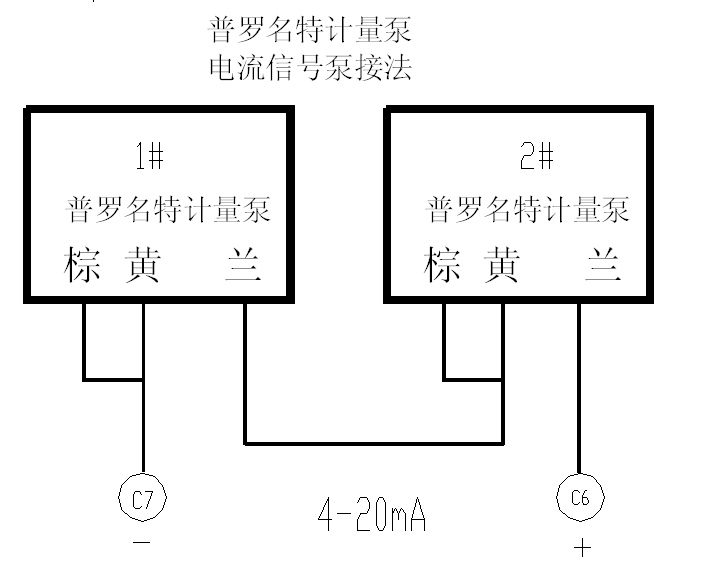 普罗名特计量泵
电流信号泵接法
1#
普罗名特计量泵
棕 黄 兰
2#
普罗名特计量泵
棕 黄 兰
C7
−
4-20mA
C6
+